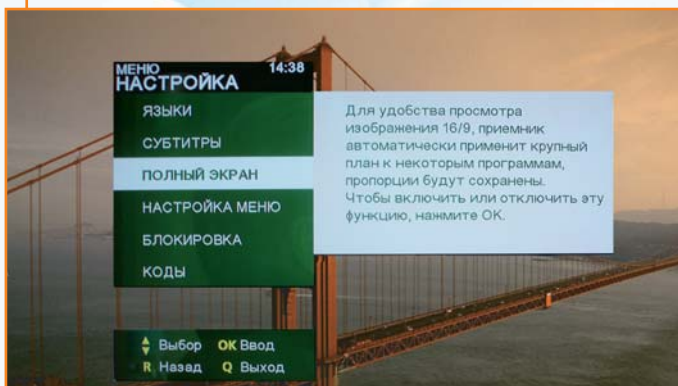 МЕНЮ 14:38
НАСТРОЙКА
ЯЗЫКИ
СУБТИТРЫ
ПОЛНЫЙ ЭКРАН
НАСТРОЙКА МЕНЮ
БЛОКИРОВКА
КОДЫ
Выбор OK Ввод
R Назад Q Выход
Для удобства просмотра
изображения 16/9, приемник
автоматически применит крупный
план к некоторым программам,
пропорции будут сохранены.
Чтобы включить или отключить эту
функцию, нажмите OK.